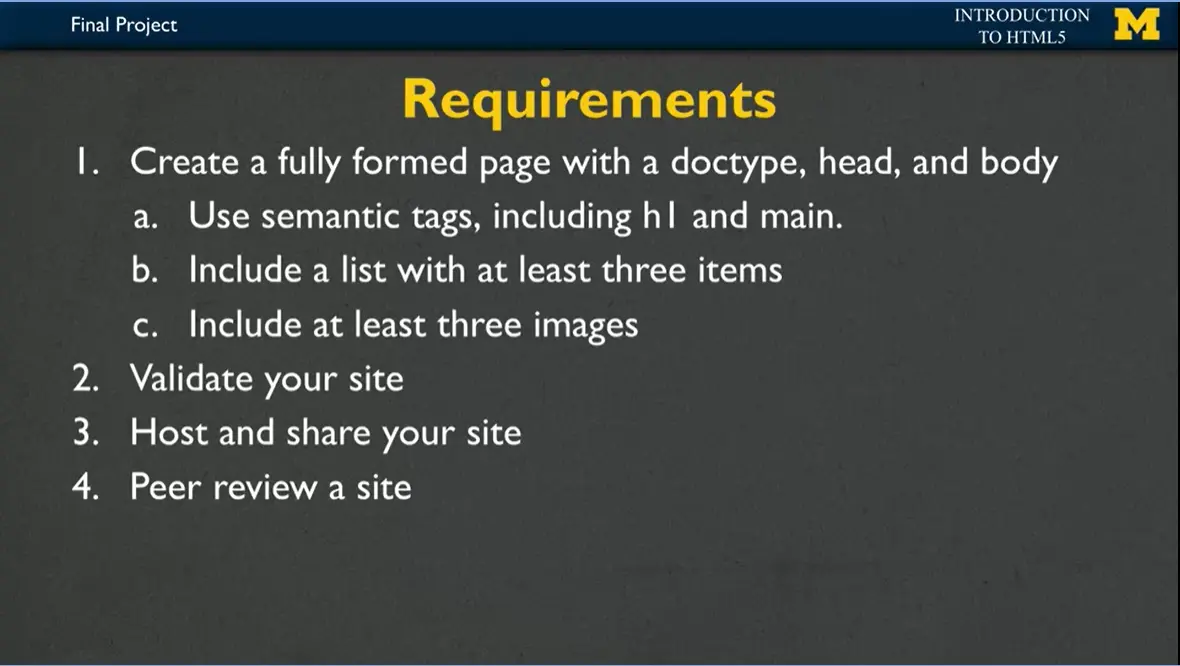 Final Project
INTRODUCTION
TO HTML5
M
Requirements
1. Create a fully formed page with a doctype, head, and body
a. Use semantic tags, including h1 and main.
b. Include a list with at least three items
c. Include at least three images
2. Validate your site
3. Host and share your site
4. Peer review a site